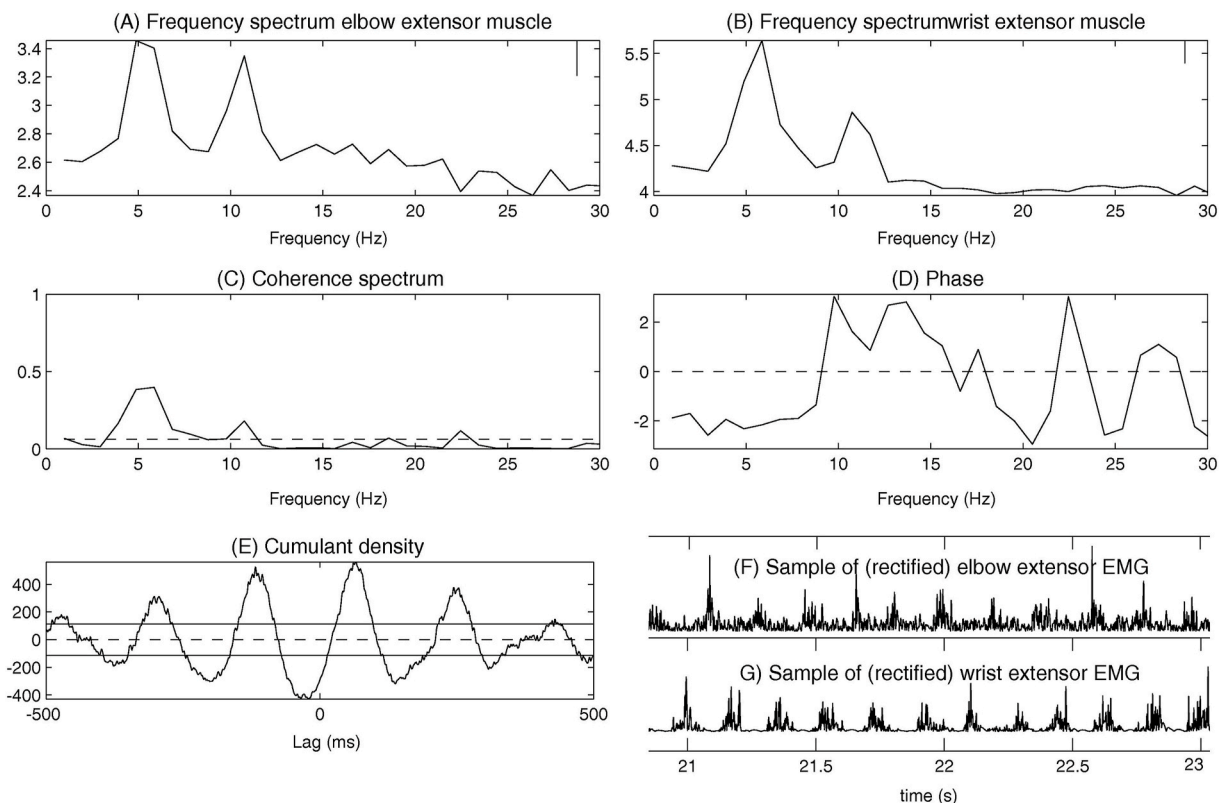 (A) Frequency spectrum elbow extensor muscle
3.4
3.2
3
2.8
2.6
2.4
0 5 10 15 20 25 30
Frequency (Hz)
(B) Frequency spectrumwrist extensor muscle
5.5
5
4.5
4
0 5 10 15 20 25 30
Frequency (Hz)
(C) Coherence spectrum
1
0.5
0
0 5 10 15 20 25 30
Frequency (Hz)
(D) Phase
2
0
-2
0 5 10 15 20 25 30
Frequency (Hz)
(E) Cumulant density
400
200
0
-200
-400
-500 0 500
Lag (ms)
(F) Sample of (rectified) elbow extensor EMG
G) Sample of (rectified) wrist extensor EMG
21 21.5 22 22.5 23
time (s)